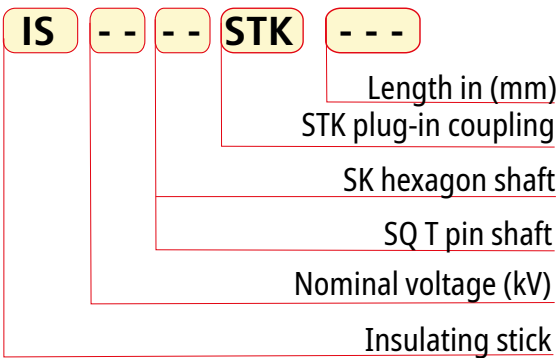 IS - - - - STK - - -
Length in (mm)
STK plug-in coupling
SK hexagon shaft
SQ T pin shaft
Nominal voltage (kV)
Insulating stick